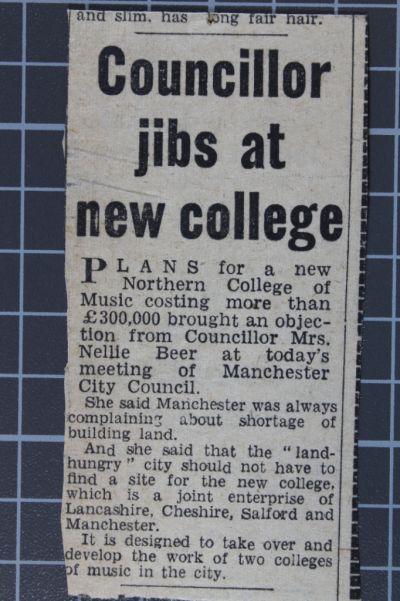 and slim, has long fair hair.
Councillor
jibs at
new college
PLANS for a new
Northern College of
Music costing more than
£300,000 brought an objec-
tion from Councillor Mrs.
Nellie Beer at today's
meeting of Manchester
City Council.
She said Manchester was always
complaining about shortage of
building land.
And she said that the "land-
hungry" city should not have to
find a site for the new college,
which is a joint enterprise of
Lancashire, Cheshire, Salford and
Manchester.
It is designed to take over and
develop the work of two colleges
of music in the city.